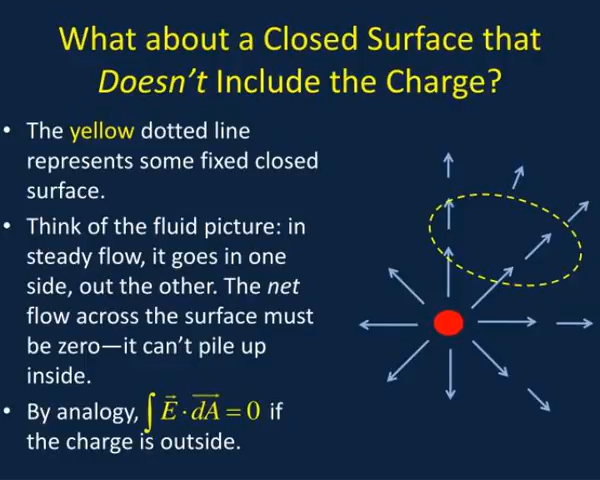 What about a Closed Surface that
Doesn't Include the Charge?
• The yellow dotted line
represents some fixed closed
surface.
• Think of the fluid picture: in
steady flow, it goes in one
side, out the other. The net
flow across the surface must
be zero—it can't pile up
inside.
• By analogy, ∫ E⃗ · d⃗A = 0 if
the charge is outside.